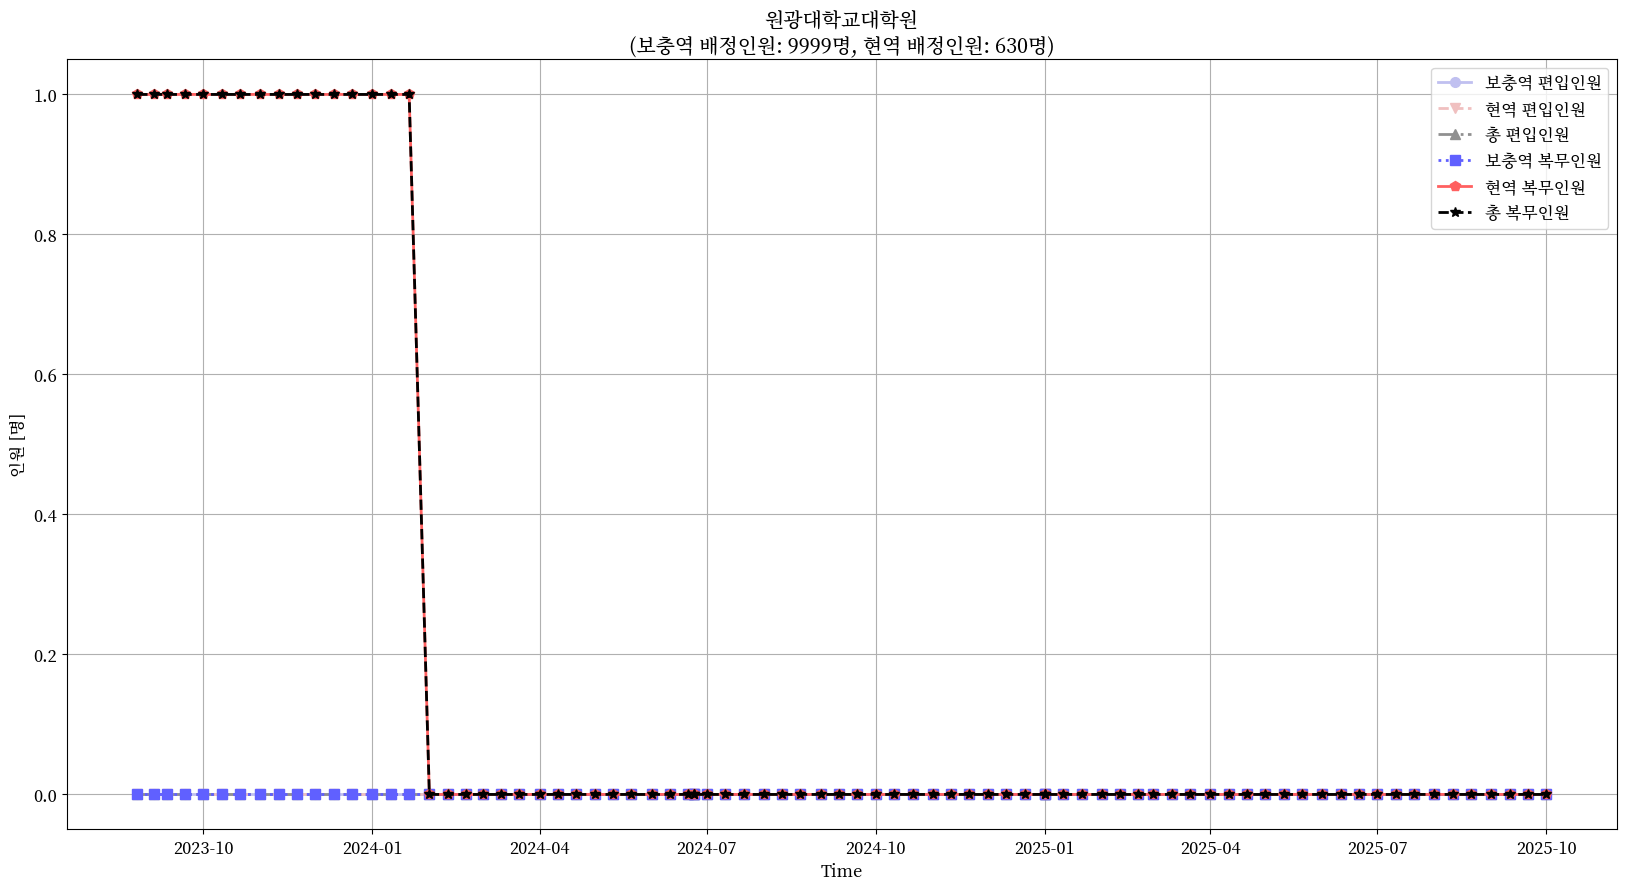 원광대학교대학원
(보충역 배정인원: 9999명, 현역 배정인원: 630명)
보충역 편입인원
현역 편입인원
총 편입인원
보충역 복무인원
현역 복무인원
총 복무인원
1.0
0.8
0.6
0.4
0.2
0.0
인원 [명]
2023-10 2024-01 2024-04 2024-07 2024-10 2025-01 2025-04 2025-07 2025-10
Time